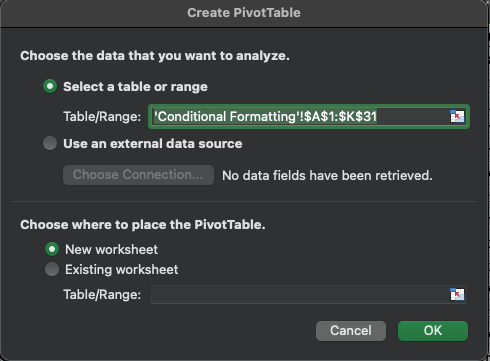 Create PivotTable
Choose the data that you want to analyze.
Select a table or range
Table/Range: 'Conditional Formatting'!$A$1:$K$31
Use an external data source
Choose Connection... No data fields have been retrieved.
Choose where to place the PivotTable.
New worksheet
Existing worksheet
Table/Range:
Cancel OK